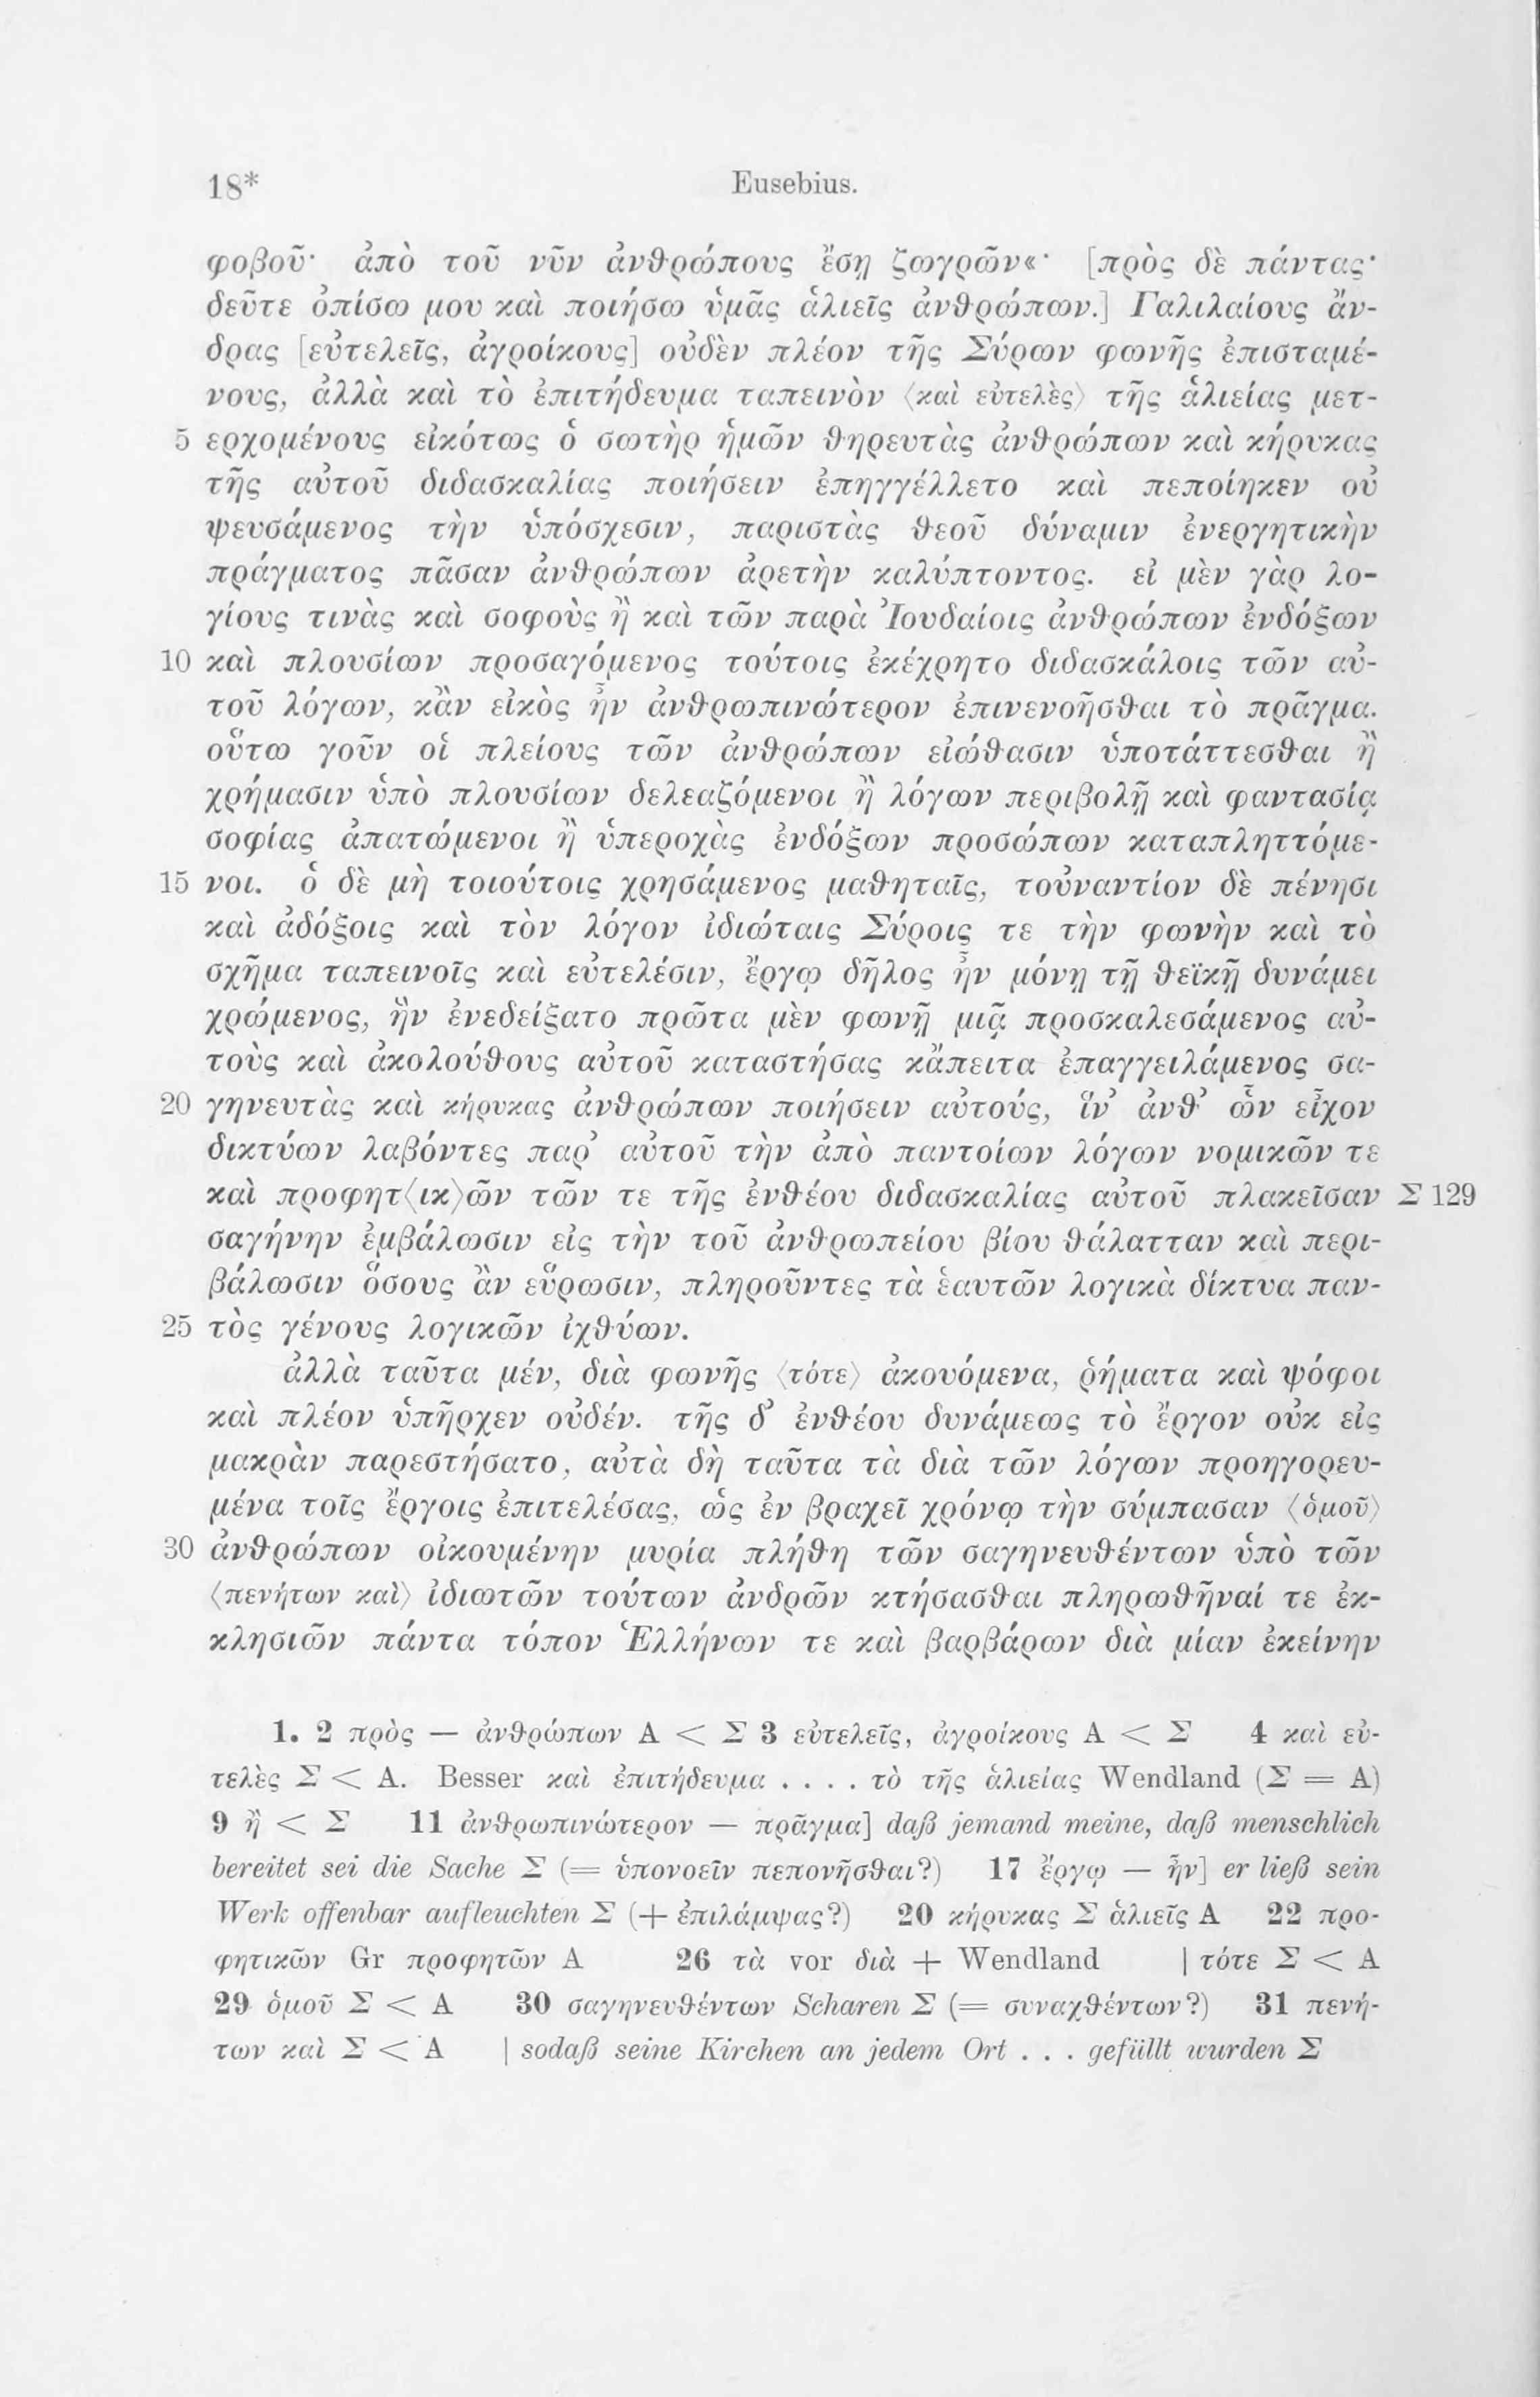 18* Eusebius.
φοβοῦ· ἀπὸ τοῦ νῦν ἀνθρώπους ἔσῃ ζωγρῶν«· [πρὸς δὲ πάντας·
δεῦτε ὀπίσω μου καὶ ποιήσω ὑμᾶς ἁλιεῖς ἀνθρώπων.] Γαλιλαίους ἄν-
δρας [εὐτελεῖς, ἀγροίκους] οὐδὲν πλέον τῆς Σύρων φωνῆς ἐπισταμέ-
νους, ἀλλὰ καὶ τὸ ἐπιτήδευμα ταπεινὸν ⟨καὶ εὐτελὲς⟩ τῆς ἁλιείας μετ-
5 ερχομένους εἰκότως ὁ σωτὴρ ἡμῶν θηρευτὰς ἀνθρώπων καὶ κήρυκας
τῆς αὐτοῦ διδασκαλίας ποιήσειν ἐπηγγέλλετο καὶ πεποίηκεν οὐ
ψευσάμενος τὴν ὑπόσχεσιν, παριστὰς θεοῦ δύναμιν ἐνεργητικὴν
πράγματος πᾶσαν ἀνθρώπων ἀρετὴν καλύπτοντος. εἰ μὲν γὰρ λο-
γίους τινὰς καὶ σοφοὺς ἢ καὶ τῶν παρὰ Ἰουδαίοις ἀνθρώπων ἐνδόξων
10 καὶ πλουσίων προσαγόμενος τούτοις ἐκέχρητο διδασκάλοις τῶν αὐ-
τοῦ λόγων, κἂν εἰκὸς ἦν ἀνθρωπινώτερον ἐπινενοῆσθαι τὸ πρᾶγμα.
οὕτω γοῦν οἱ πλείους τῶν ἀνθρώπων εἰώθασιν ὑποτάττεσθαι ἢ
χρήμασιν ὑπὸ πλουσίων δελεαζόμενοι ἢ λόγων περιβολῇ καὶ φαντασίᾳ
σοφίας ἀπατώμενοι ἢ ὑπεροχὰς ἐνδόξων προσώπων καταπληττόμε-
15 νοι. ὁ δὲ μὴ τοιούτοις χρησάμενος μαθηταῖς, τοὐναντίον δὲ πένησι
καὶ ἀδόξοις καὶ τὸν λόγον ἰδιώταις Σύροις τε τὴν φωνὴν καὶ τὸ
σχῆμα ταπεινοῖς καὶ εὐτελέσιν, ἔργῳ δῆλος ἦν μόνῃ τῇ θεϊκῇ δυνάμει
χρώμενος, ἣν ἐνεδείξατο πρῶτα μὲν φωνῇ μιᾷ προσκαλεσάμενος αὐ-
τοὺς καὶ ἀκολούθους αὐτοῦ καταστήσας κἄπειτα ἐπαγγειλάμενος σα-
20 γηνευτὰς καὶ κήρυκας ἀνθρώπων ποιήσειν αὐτούς, ἵν᾽ ἀνθ᾽ ὧν εἶχον
δικτύων λαβόντες παρ᾽ αὐτοῦ τὴν ἀπὸ παντοίων λόγων νομικῶν τε
καὶ προφητ⟨ικ⟩ῶν τῶν τε τῆς ἐνθέου διδασκαλίας αὐτοῦ πλακεῖσαν Σ 129
σαγήνην ἐμβάλωσιν εἰς τὴν τοῦ ἀνθρωπείου βίου θάλατταν καὶ περι-
βάλωσιν ὅσους ἂν εὕρωσιν, πληροῦντες τὰ ἑαυτῶν λογικὰ δίκτυα παν-
25 τὸς γένους λογικῶν ἰχθύων.
ἀλλὰ ταῦτα μέν, διὰ φωνῆς ⟨τότε⟩ ἀκουόμενα, ῥήματα καὶ ψόφοι
καὶ πλέον ὑπῆρχεν οὐδέν. τῆς δ᾽ ἐνθέου δυνάμεως τὸ ἔργον οὐκ εἰς
μακρὰν παρεστήσατο, αὐτὰ δὴ ταῦτα τὰ διὰ τῶν λόγων προηγορευ-
μένα τοῖς ἔργοις ἐπιτελέσας, ὡς ἐν βραχεῖ χρόνῳ τὴν σύμπασαν ⟨ὁμοῦ⟩
30 ἀνθρώπων οἰκουμένην μυρία πλήθη τῶν σαγηνευθέντων ὑπὸ τῶν
⟨πενήτων καὶ⟩ ἰδιωτῶν τούτων ἀνδρῶν κτήσασθαι πληρωθῆναί τε ἐκ-
κλησιῶν πάντα τόπον Ἑλλήνων τε καὶ βαρβάρων διὰ μίαν ἐκείνην
1. 2 πρὸς — ἀνθρώπων A < Σ 3 εὐτελεῖς, ἀγροίκους A < Σ 4 καὶ εὐ-
τελὲς Σ < A. Besser καὶ ἐπιτήδευμα . . . . τὸ τῆς ἁλιείας Wendland (Σ = A)
9 ἢ < Σ 11 ἀνθρωπινώτερον — πρᾶγμα] daß jemand meine, daß menschlich
bereitet sei die Sache Σ (= ὑπονοεῖν πεπονῆσθαι?) 17 ἔργῳ — ἦν] er ließ sein
Werk offenbar aufleuchten Σ (+ ἐπιλάμψας?) 20 κήρυκας Σ ἁλιεῖς A 22 προ-
φητικῶν Gr προφητῶν A 26 τὰ vor διὰ + Wendland | τότε Σ < A
29 ὁμοῦ Σ < A 30 σαγηνευθέντων Scharen Σ (= συναχθέντων?) 31 πενή-
των καὶ Σ < A | sodaß seine Kirchen an jedem Ort . . . gefüllt wurden Σ